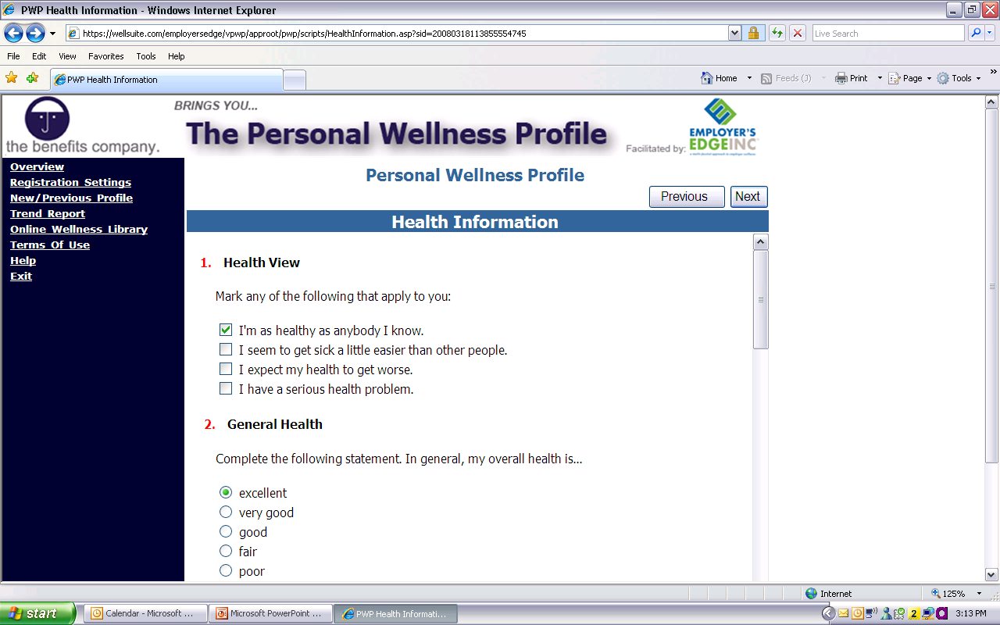 PWP Health Information - Windows Internet Explorer
https://wellsuite.com/employersedge/vpwp/approot/pwp/scripts/HealthInformation.asp?sid=20080318113855554745
Live Search
File Edit View Favorites Tools Help
PWP Health Information
Home Feeds (J) Print Page Tools
BRINGS YOU...
The Personal Wellness Profile
the benefits company.
Facilitated by:
EMPLOYER'S
EDGE INC
Overview
Registration Settings
New/Previous Profile
Trend Report
Online Wellness Library
Terms Of Use
Help
Exit
Personal Wellness Profile
Previous Next
Health Information
1. Health View
Mark any of the following that apply to you:
I'm as healthy as anybody I know.
I seem to get sick a little easier than other people.
I expect my health to get worse.
I have a serious health problem.
2. General Health
Complete the following statement. In general, my overall health is...
excellent
very good
good
fair
poor
Internet 125%
start Calendar - Microsoft ... Microsoft PowerPoint ... PWP Health Informati... 2 3:13 PM